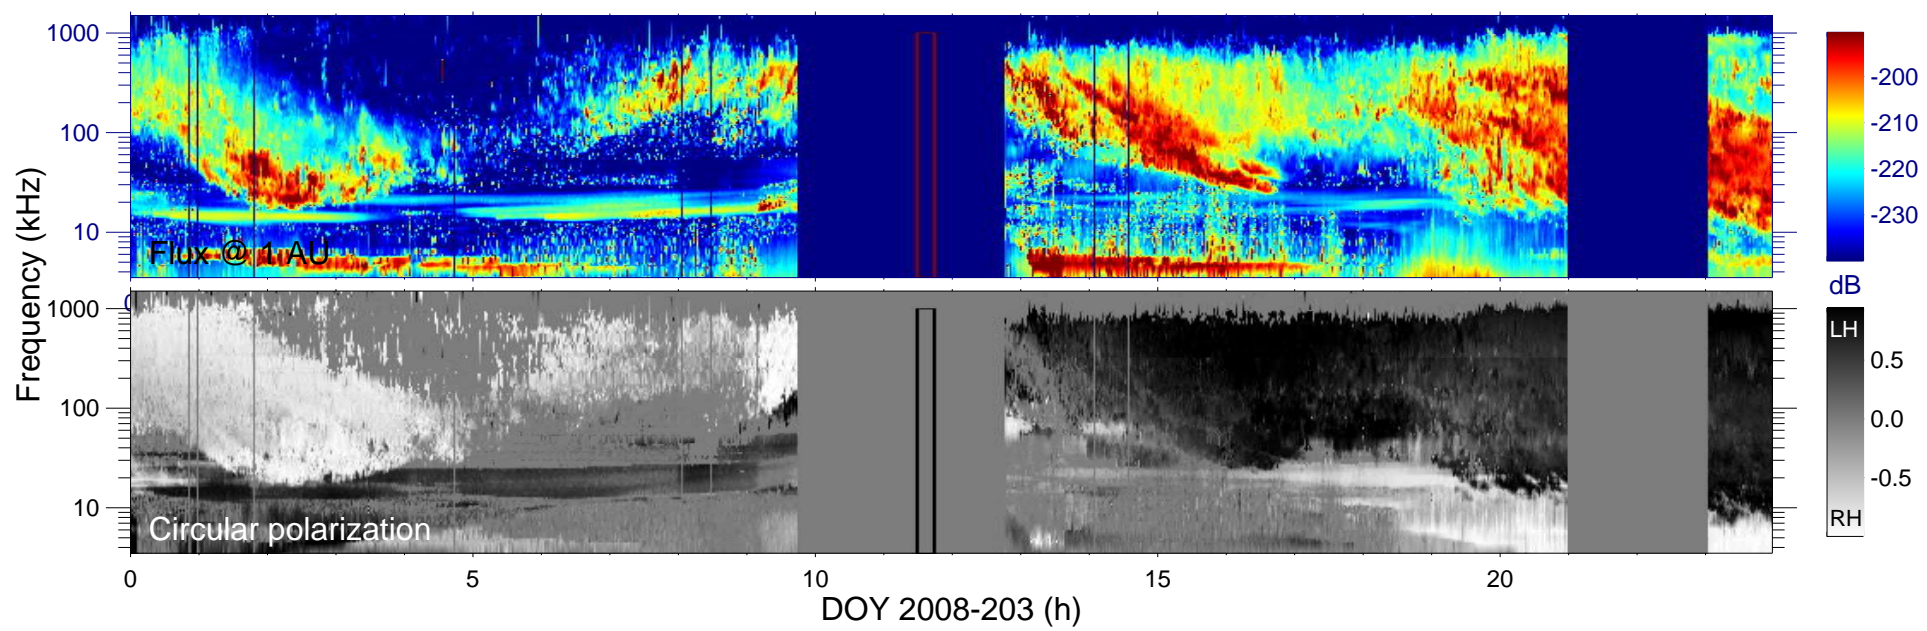 1000
100
10
Flux @ 1 AU
-200
-210
-220
-230
dB
0
Frequency (kHz)
1000
100
10
Circular polarization
LH
0.5
0.0
-0.5
RH
0
5
10
15
20
DOY 2008-203 (h)